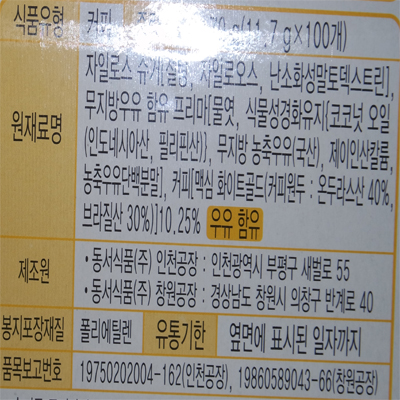 식품유형 커피 (11.7 g×100개)
자일로스 슈거[설탕, 자일로오스, 난소화성말토덱스트린],
무지방우유 함유 프리마[물엿, 식물성경화유지{코코넛 오일
원재료명 (인도네시아산, 필리핀산)}, 무지방 농축우유(국산), 제이인산칼륨,
농축우유단백분말], 커피[맥심 화이트골드{커피원두 : 온두라스산 40%,
브라질산 30%}]10.25% 우유 함유
제조원 • 동서식품(주) 인천공장 : 인천광역시 부평구 새벌로 55
• 동서식품(주) 창원공장 : 경상남도 창원시 의창구 반계로 40
봉지포장재질 폴리에틸렌 유통기한 옆면에 표시된 일자까지
품목보고번호 19750202004-162(인천공장), 19860589043-66(창원공장)